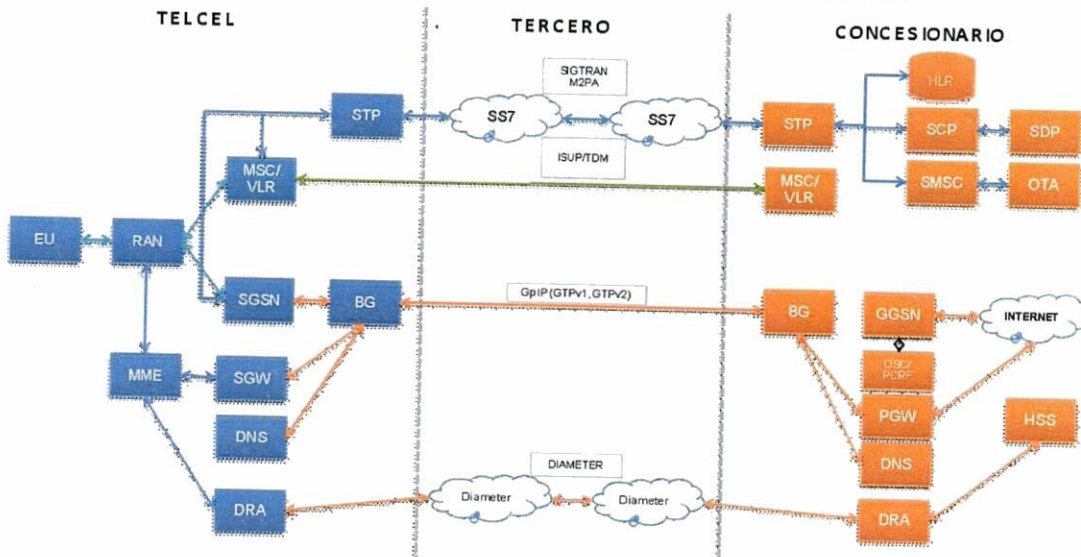 TELCEL
TERCERO
CONCESIONARIO
SIGTRAN
M2PA
HLR
STP
SS7
SS7
STP
SCP
SDP
ISUP/TDM
MSC/
VLR
MSC/
VLR
SMSC
OTA
EU
RAN
SGSN
BG
GpIP(GTPv1,GTPv2)
BG
GGSN
INTERNET
MME
SGW
PCRF
PGW
HSS
DNS
DNS
DIAMETER
DRA
Diameter
Diameter
DRA